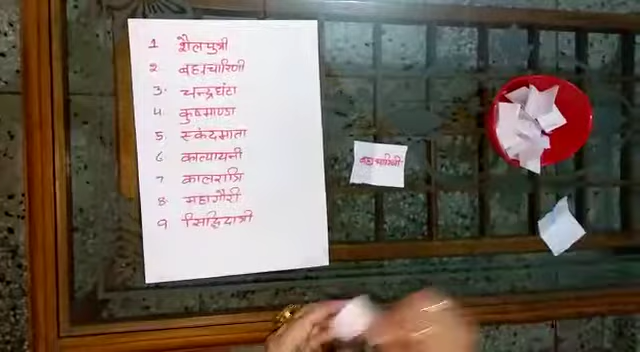 1 शैलपुत्री
2 ब्रह्मचारिणी
3. चन्द्रघंटा
4 कुष्माण्डा
5 स्कंदमाता
6 कात्यायनी
7 कालरात्रि
8. महागौरी
9 सिद्धिदात्री
ब्रह्मचारिणी